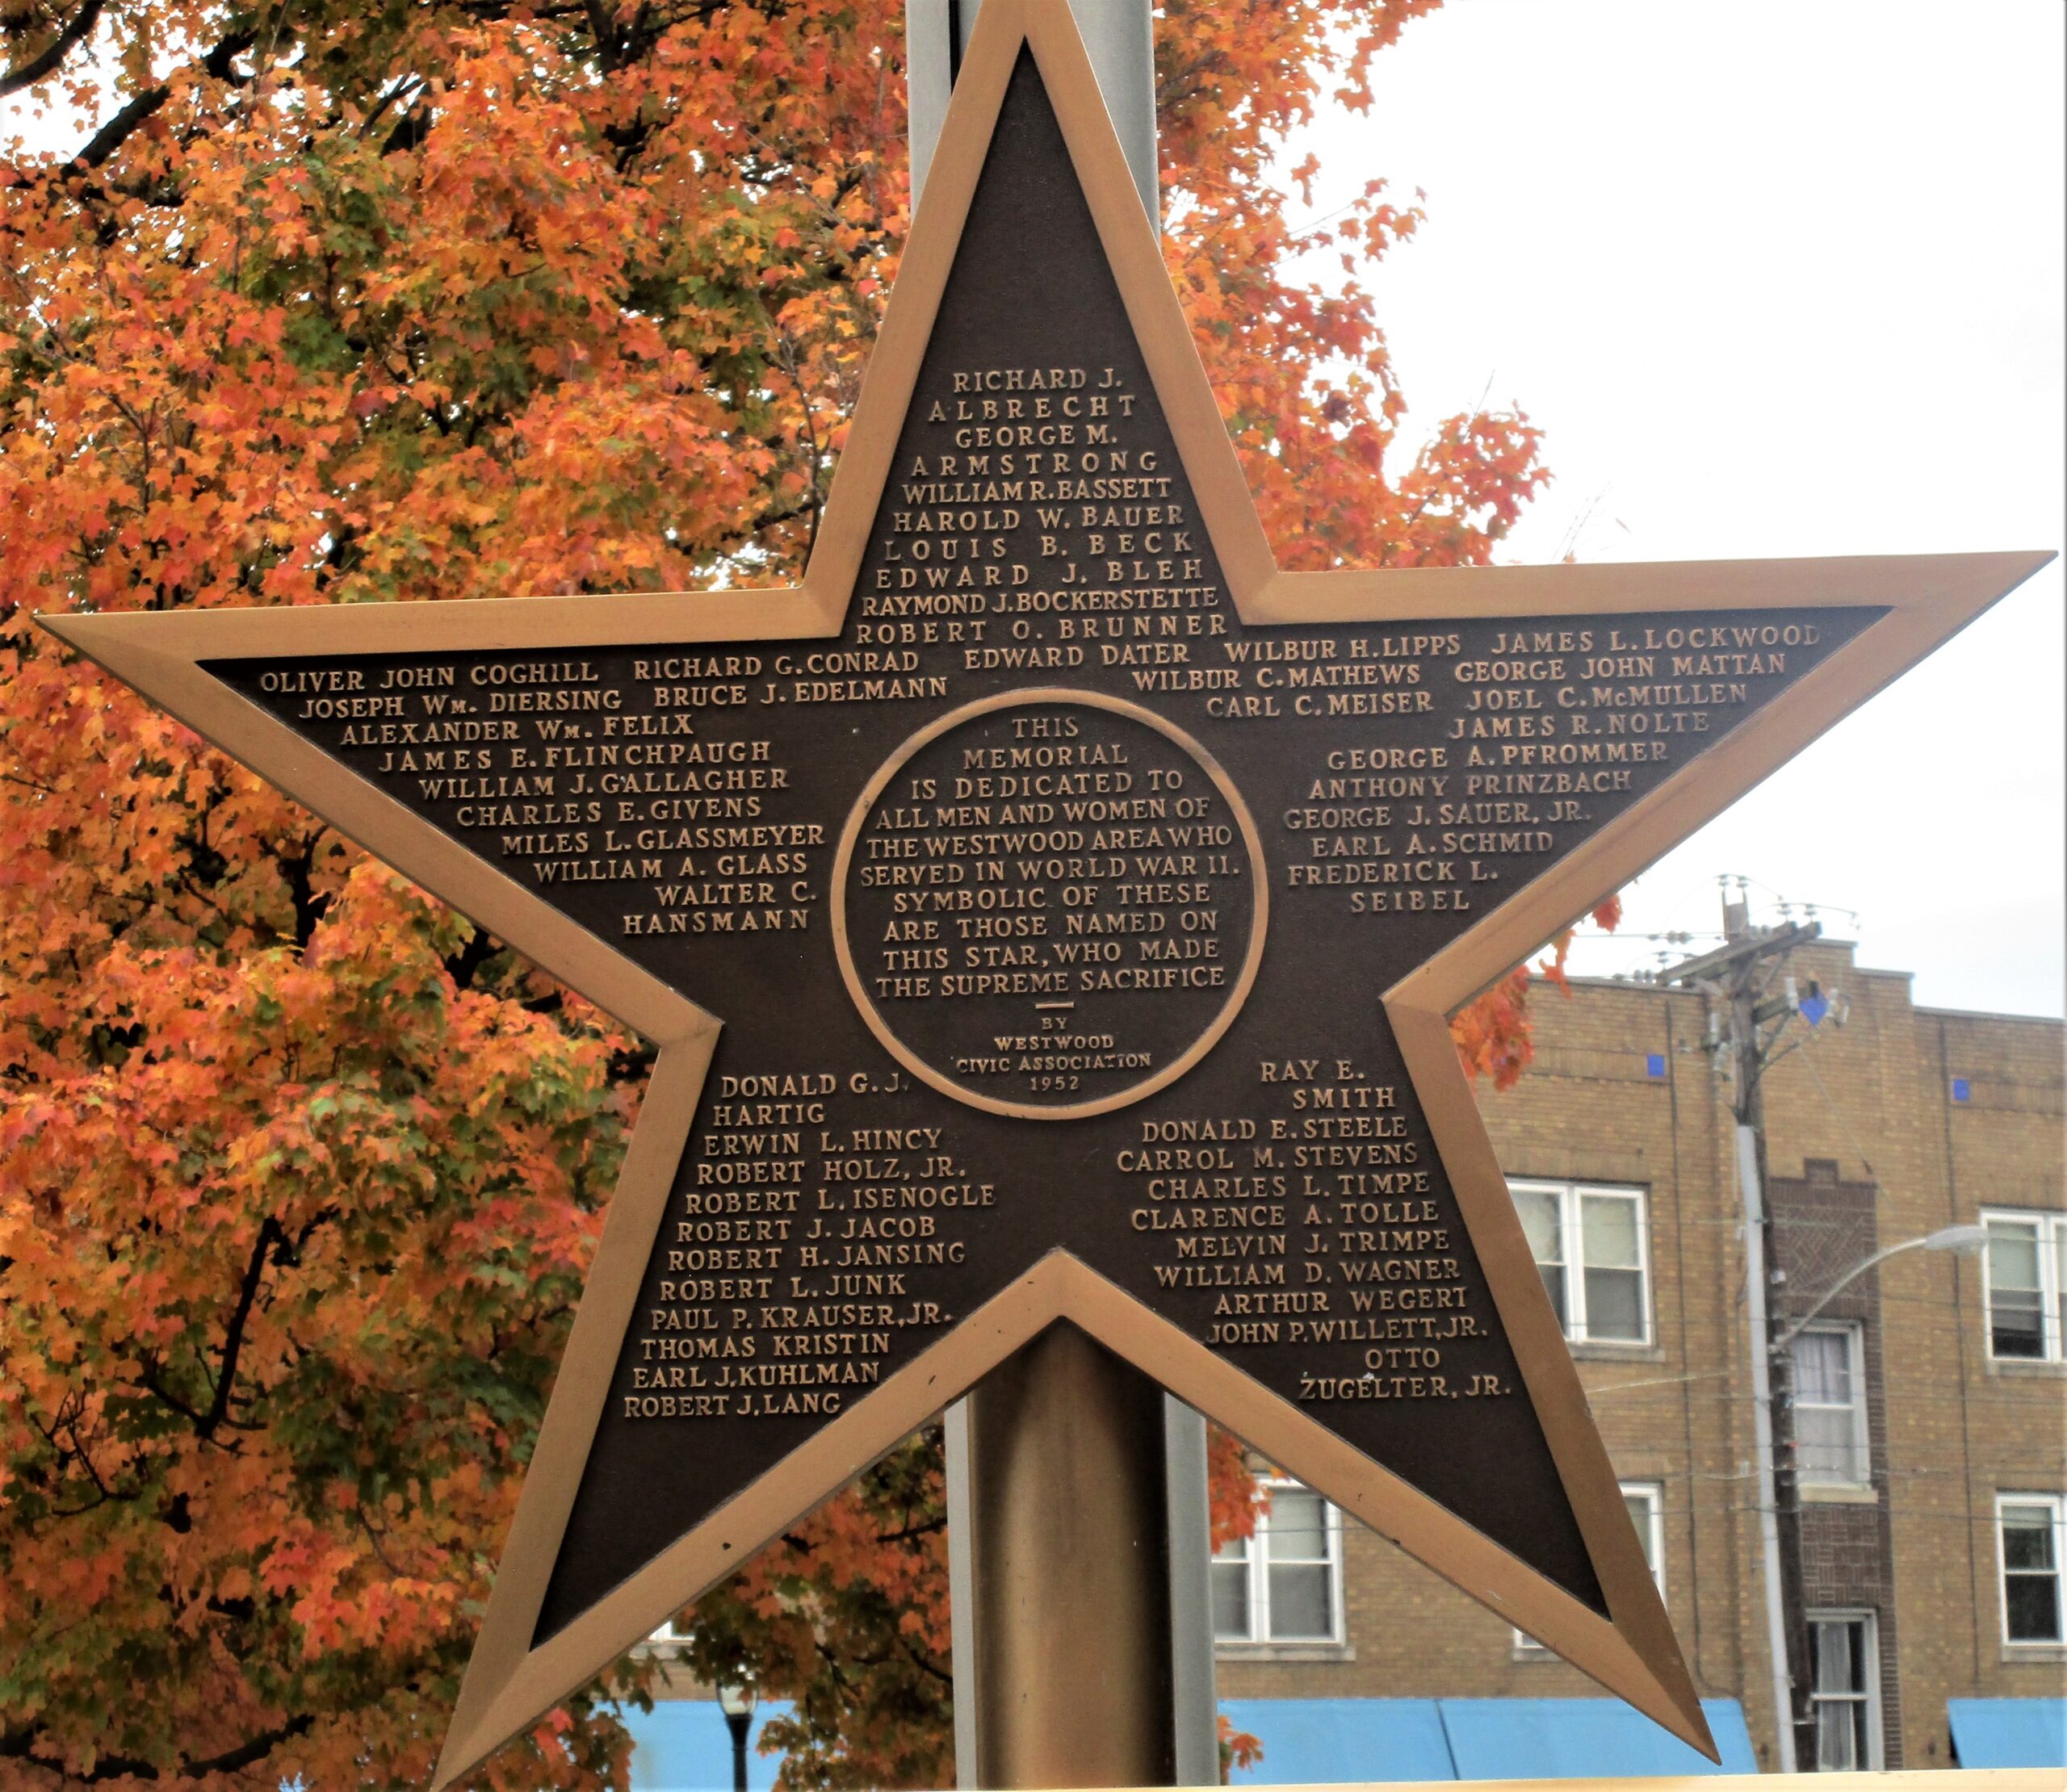 RICHARD J.
ALBRECHT
GEORGE M.
ARMSTRONG
WILLIAM R. BASSETT
HAROLD W. BAUER
LOUIS B. BECK
EDWARD J. BLEH
RAYMOND J. BOCKERSTETTE
ROBERT O. BRUNNER
OLIVER JOHN COGHILL RICHARD G. CONRAD EDWARD DATER
JOSEPH WM. DIERSING BRUCE J. EDELMANN
ALEXANDER WM. FELIX
JAMES E. FLINCHPAUGH
WILLIAM J. GALLAGHER
CHARLES E. GIVENS
MILES L. GLASSMEYER
WILLIAM A. GLASS
WALTER C.
HANSMANN
WILBUR H. LIPPS JAMES L. LOCKWOOD
WILBUR C. MATHEWS GEORGE JOHN MATTAN
CARL C. MEISER JOEL C. McMULLEN
JAMES R. NOLTE
GEORGE A. PFROMMER
ANTHONY PRINZBACH
GEORGE J. SAUER, JR.
EARL A. SCHMID
FREDERICK L.
SEIBEL
THIS
MEMORIAL
IS DEDICATED TO
ALL MEN AND WOMEN OF
THE WESTWOOD AREA WHO
SERVED IN WORLD WAR II.
SYMBOLIC OF THESE
ARE THOSE NAMED ON
THIS STAR, WHO MADE
THE SUPREME SACRIFICE
BY
WESTWOOD
CIVIC ASSOCIATION
1952
DONALD G. J.
HARTIG
ERWIN L. HINCY
ROBERT HOLZ, JR.
ROBERT L. ISENOGLE
ROBERT J. JACOB
ROBERT H. JANSING
ROBERT L. JUNK
PAUL P. KRAUSER, JR.
THOMAS KRISTIN
EARL J. KUHLMAN
ROBERT J. LANG
RAY E.
SMITH
DONALD E. STEELE
CARROL M. STEVENS
CHARLES L. TIMPE
CLARENCE A. TOLLE
MELVIN J. TRIMPE
WILLIAM D. WAGNER
ARTHUR WEGERT
JOHN P. WILLETT, JR.
OTTO
ZUGELTER, JR.